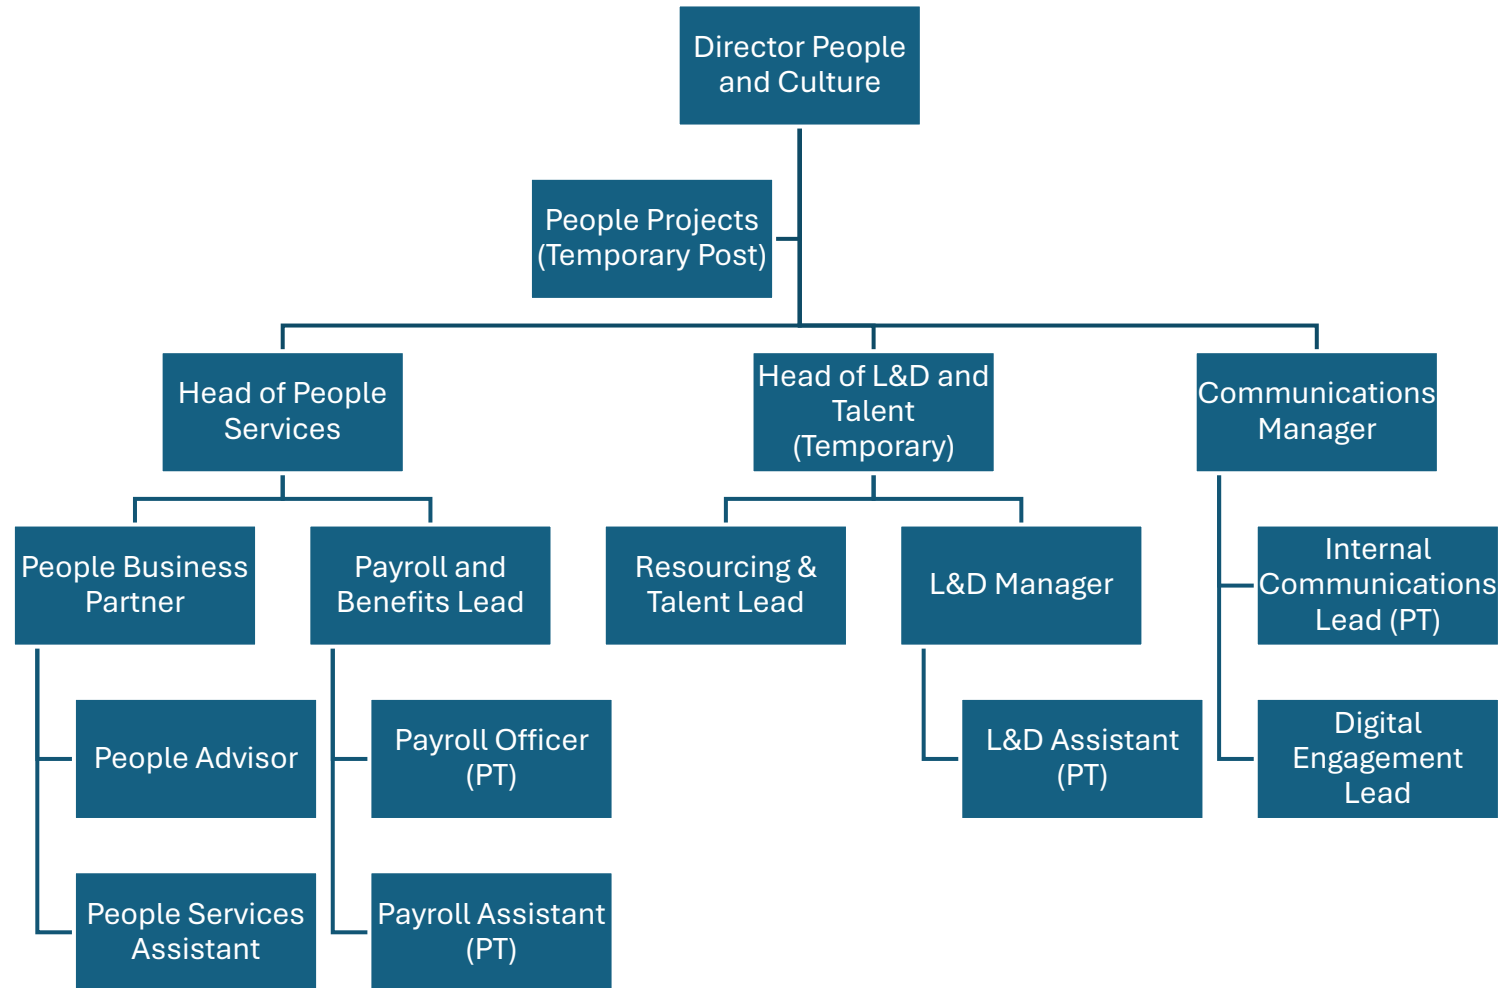 Director People
and Culture
People Projects
(Temporary Post)
Head of People
Services
Head of L&D and
Talent
(Temporary)
Communications
Manager
People Business
Partner
Payroll and
Benefits Lead
Resourcing &
Talent Lead
L&D Manager
Internal
Communications
Lead (PT)
People Advisor
Payroll Officer
(PT)
L&D Assistant
(PT)
Digital
Engagement
Lead
People Services
Assistant
Payroll Assistant
(PT)